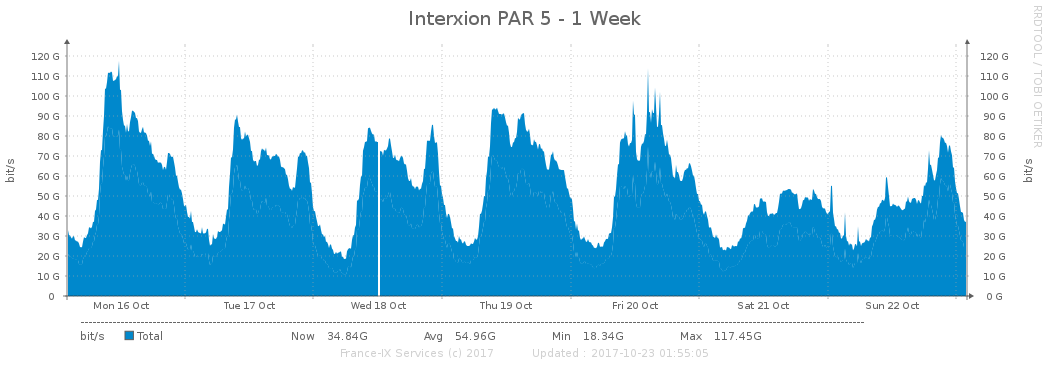 Interxion PAR 5 - 1 Week
RRDTOOL / TOBI OETIKER
bit/s
120 G 120 G
110 G 110 G
100 G 100 G
90 G 90 G
80 G 80 G
70 G 70 G
60 G 60 G
50 G 50 G
40 G 40 G
30 G 30 G
20 G 20 G
10 G 10 G
0 0 G
bit/s
Mon 16 Oct Tue 17 Oct Wed 18 Oct Thu 19 Oct Fri 20 Oct Sat 21 Oct Sun 22 Oct
bit/s Total Now 34.84G Avg 54.96G Min 18.34G Max 117.45G
France-IX Services (c) 2017 Updated : 2017-10-23 01:55:05